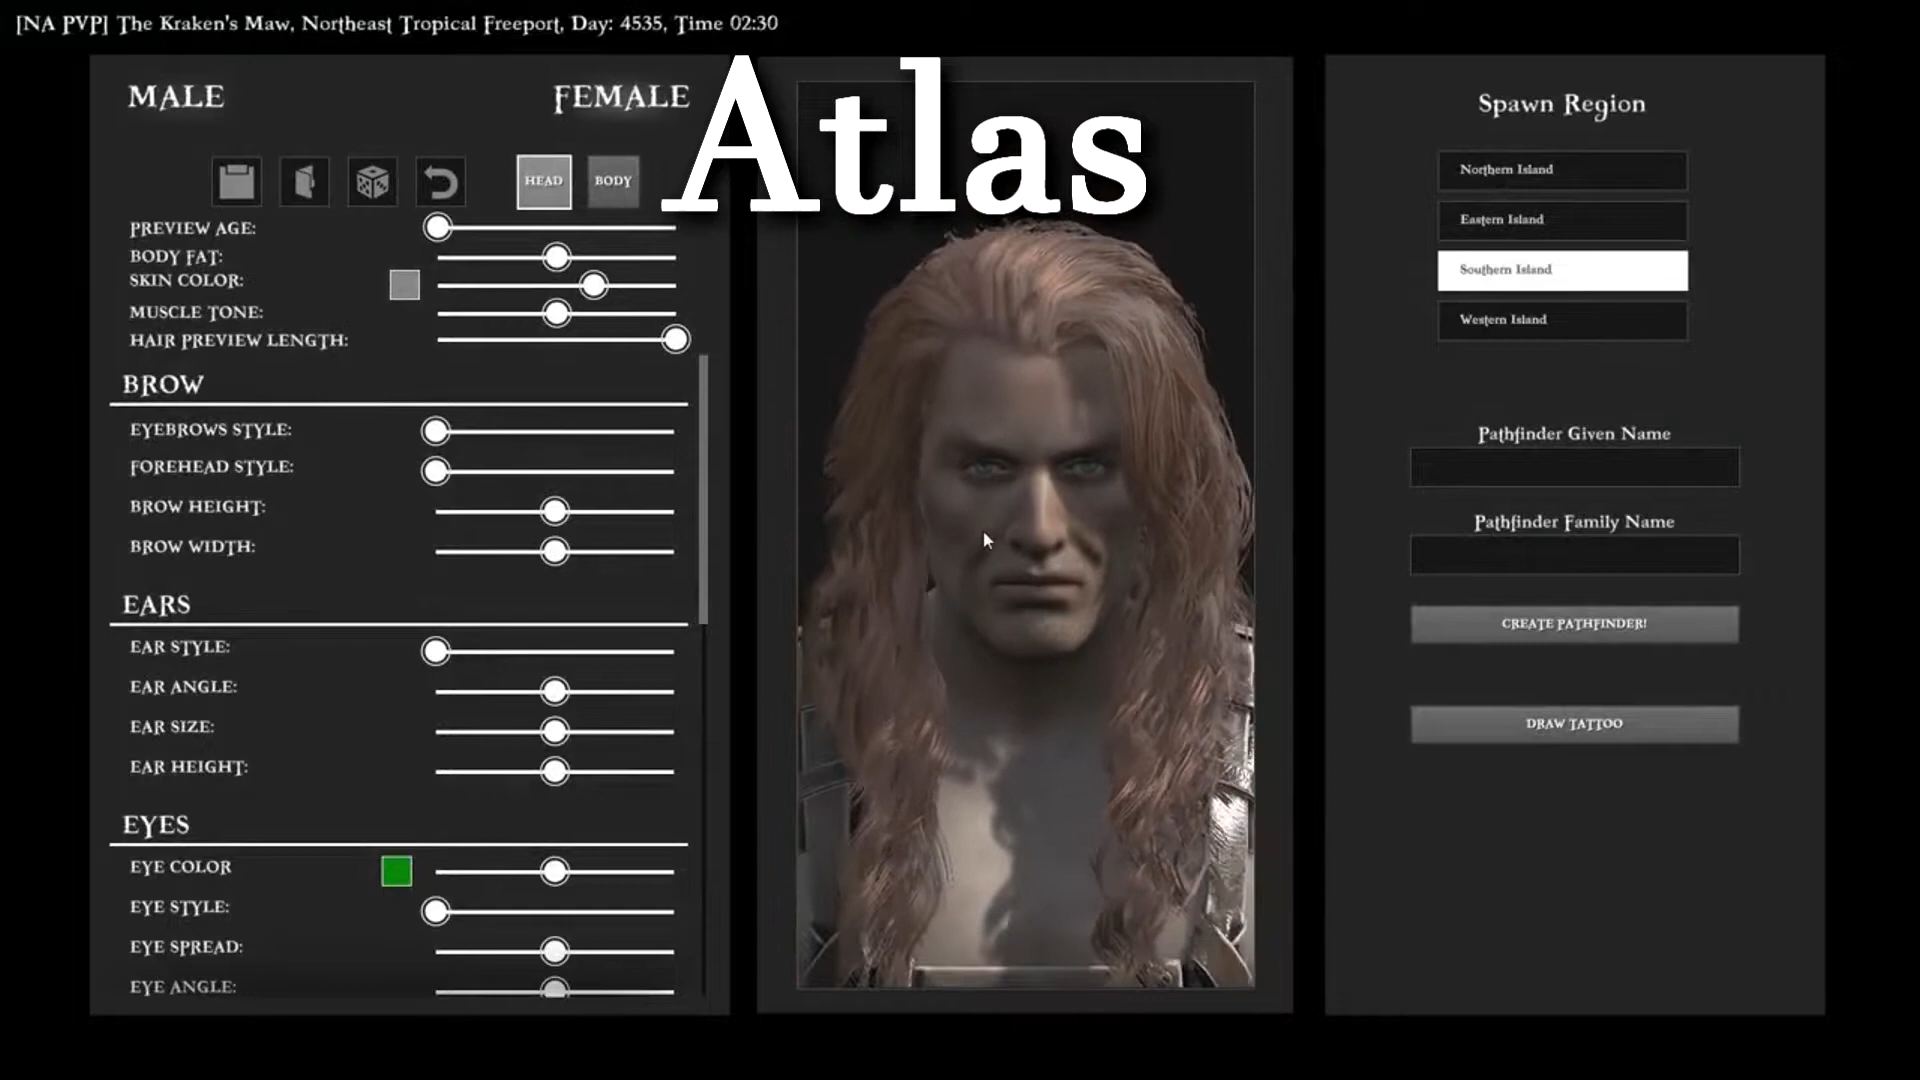 [NA PVP] The Kraken's Maw, Northeast Tropical Freeport, Day: 4535, Time 02:30
Atlas
MALE
FEMALE
HEAD
BODY
PREVIEW AGE:
BODY FAT:
SKIN COLOR:
MUSCLE TONE:
HAIR PREVIEW LENGTH:
BROW
EYEBROWS STYLE:
FOREHEAD STYLE:
BROW HEIGHT:
BROW WIDTH:
EARS
EAR STYLE:
EAR ANGLE:
EAR SIZE:
EAR HEIGHT:
EYES
EYE COLOR
EYE STYLE:
EYE SPREAD:
EYE ANGLE:
Spawn Region
Northern Island
Eastern Island
Southern Island
Western Island
Pathfinder Given Name
Pathfinder Family Name
CREATE PATHFINDER!
DRAW TATTOO